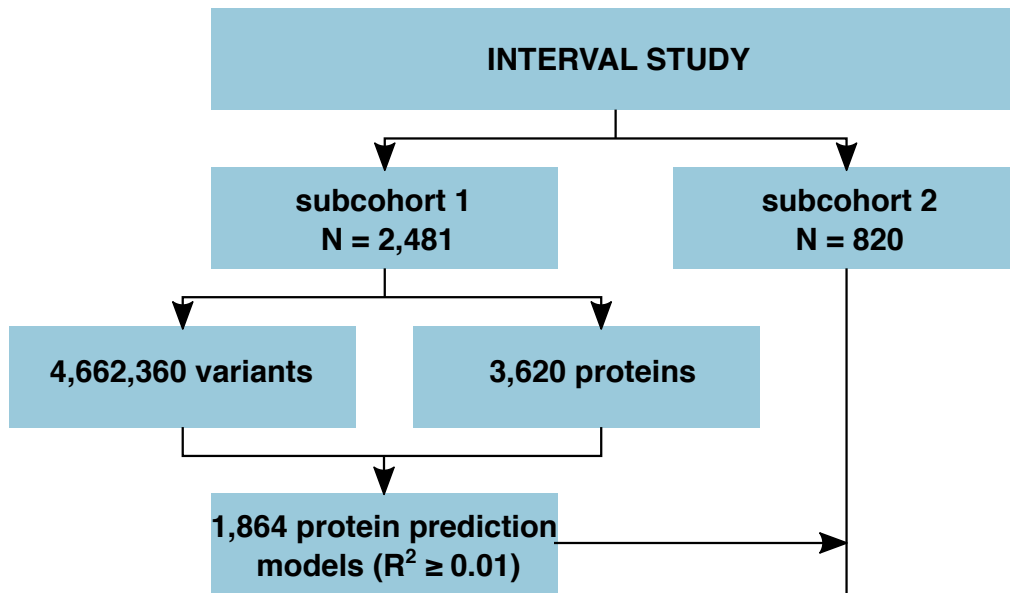 INTERVAL STUDY
subcohort 1
N = 2,481
subcohort 2
N = 820
4,662,360 variants
3,620 proteins
1,864 protein prediction
models (R² ≥ 0.01)